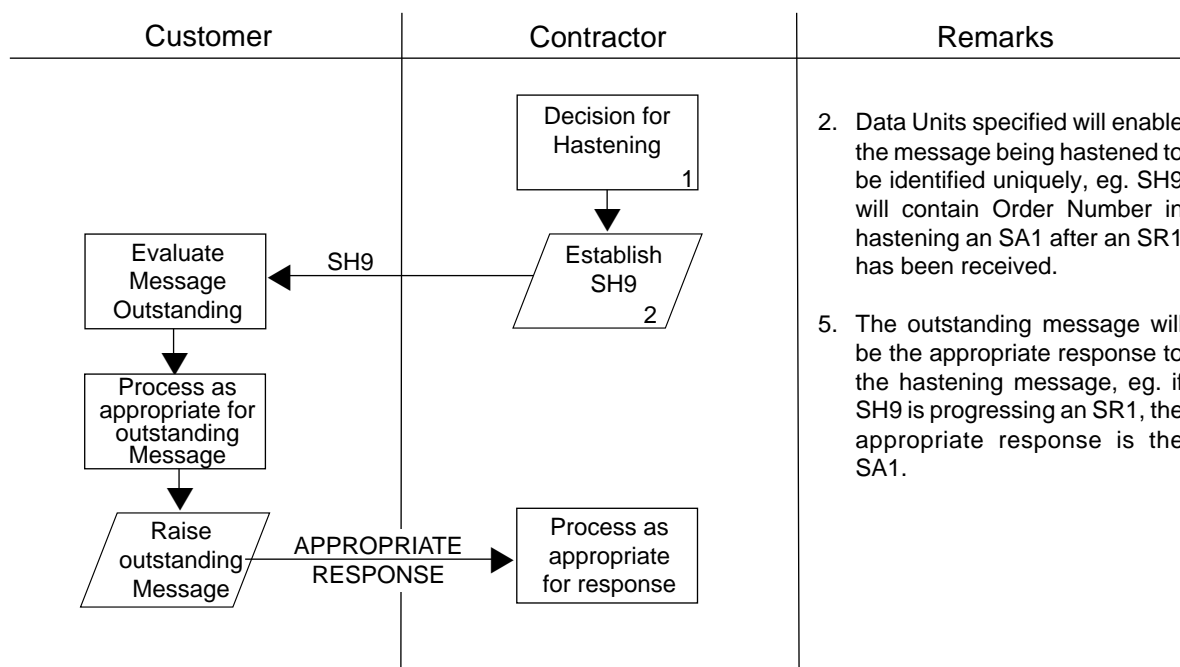 Customer
Contractor
Remarks
Decision for
Hastening
1
2. Data Units specified will enable
the message being hastened to
be identified uniquely, eg. SH9
will contain Order Number in
hastening an SA1 after an SR1
has been received.
Evaluate
Message
Outstanding
SH9
Establish
SH9
2
5. The outstanding message will
be the appropriate response to
the hastening message, eg. if
SH9 is progressing an SR1, the
appropriate response is the
SA1.
Process as
appropriate for
outstanding
Message
Raise
outstanding
Message
APPROPRIATE
RESPONSE
Process as
appropriate
for response